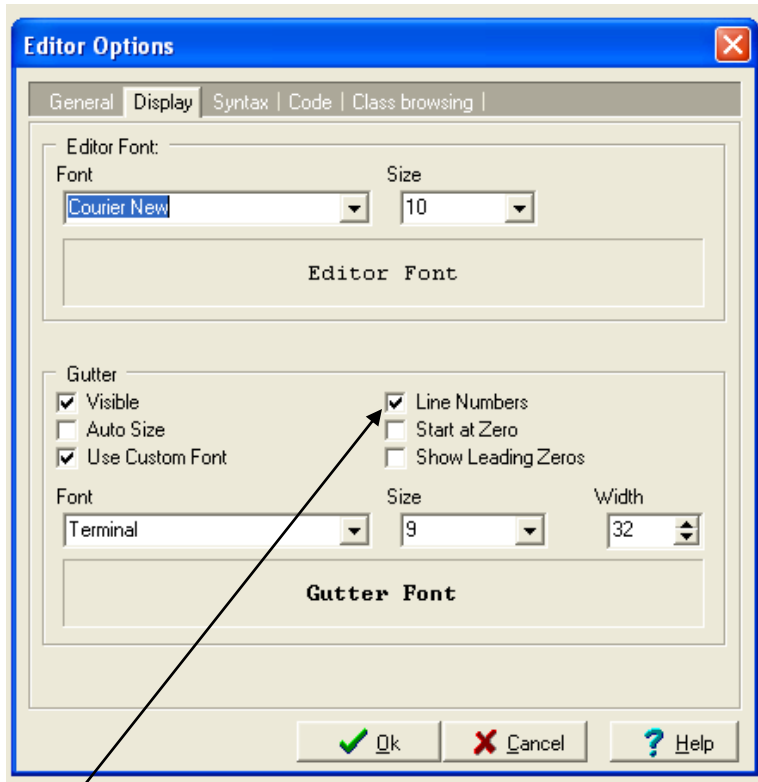 Editor Options
General Display Syntax | Code | Class browsing |
Editor Font:
Font Size
Courier New 10
Editor Font
Gutter
Visible Line Numbers
Auto Size Start at Zero
Use Custom Font Show Leading Zeros
Font Size Width
Terminal 9 32
Gutter Font
Ok Cancel ? Help